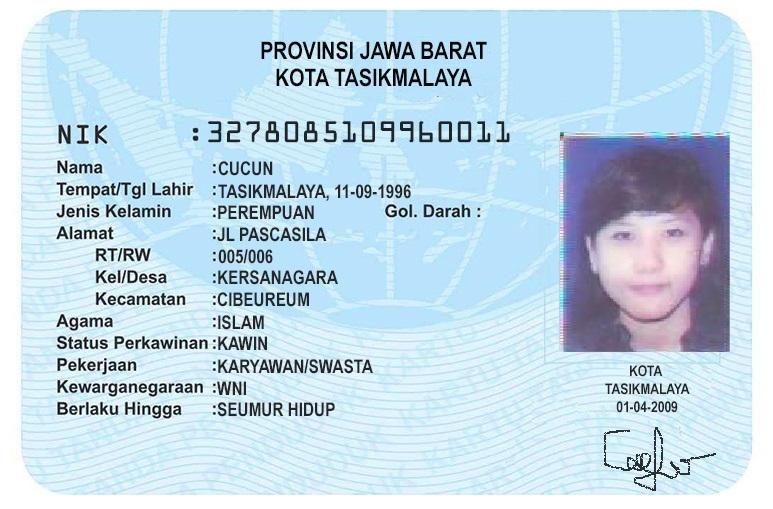 PROVINSI JAWA BARAT
KOTA TASIKMALAYA
NIK :3278085109960011
Nama :CUCUN
Tempat/Tgl Lahir :TASIKMALAYA, 11-09-1996
Jenis Kelamin :PEREMPUAN Gol. Darah :
Alamat :JL PASCASILA
RT/RW :005/006
Kel/Desa :KERSANAGARA
Kecamatan :CIBEUREUM
Agama :ISLAM
Status Perkawinan :KAWIN
Pekerjaan :KARYAWAN/SWASTA
Kewarganegaraan :WNI
Berlaku Hingga :SEUMUR HIDUP
KOTA
TASIKMALAYA
01-04-2009